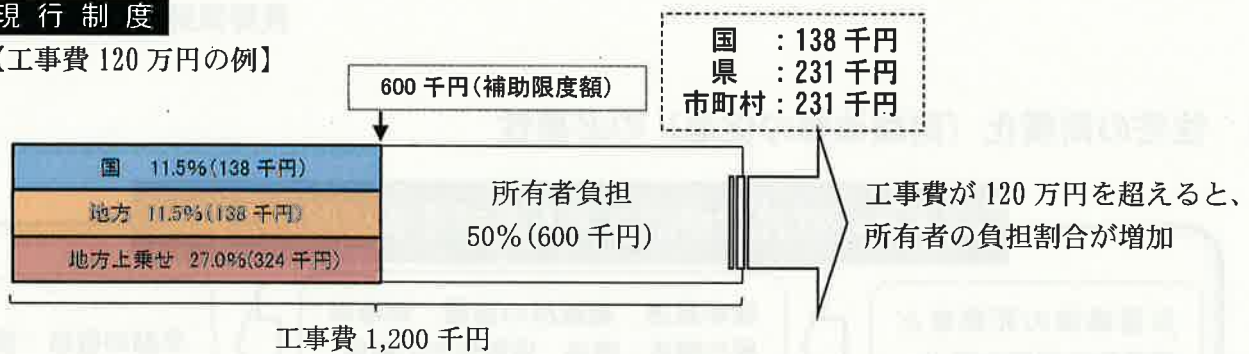 現行制度
【工事費 120 万円の例】
600 千円(補助限度額)
国 :138 千円
県 :231 千円
市町村:231 千円
国 11.5%(138 千円)
地方 11.5%(138 千円)
地方上乗せ 27.0%(324 千円)
所有者負担
50%(600 千円)
工事費が 120 万円を超えると、
所有者の負担割合が増加
工事費 1,200 千円